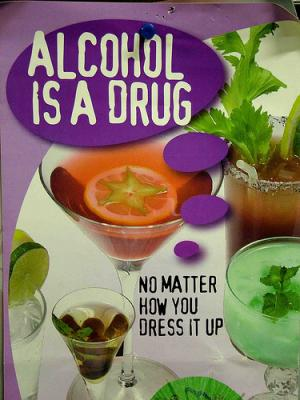 ALCOHOL
IS A DRUG
NO MATTER
HOW YOU
DRESS IT UP